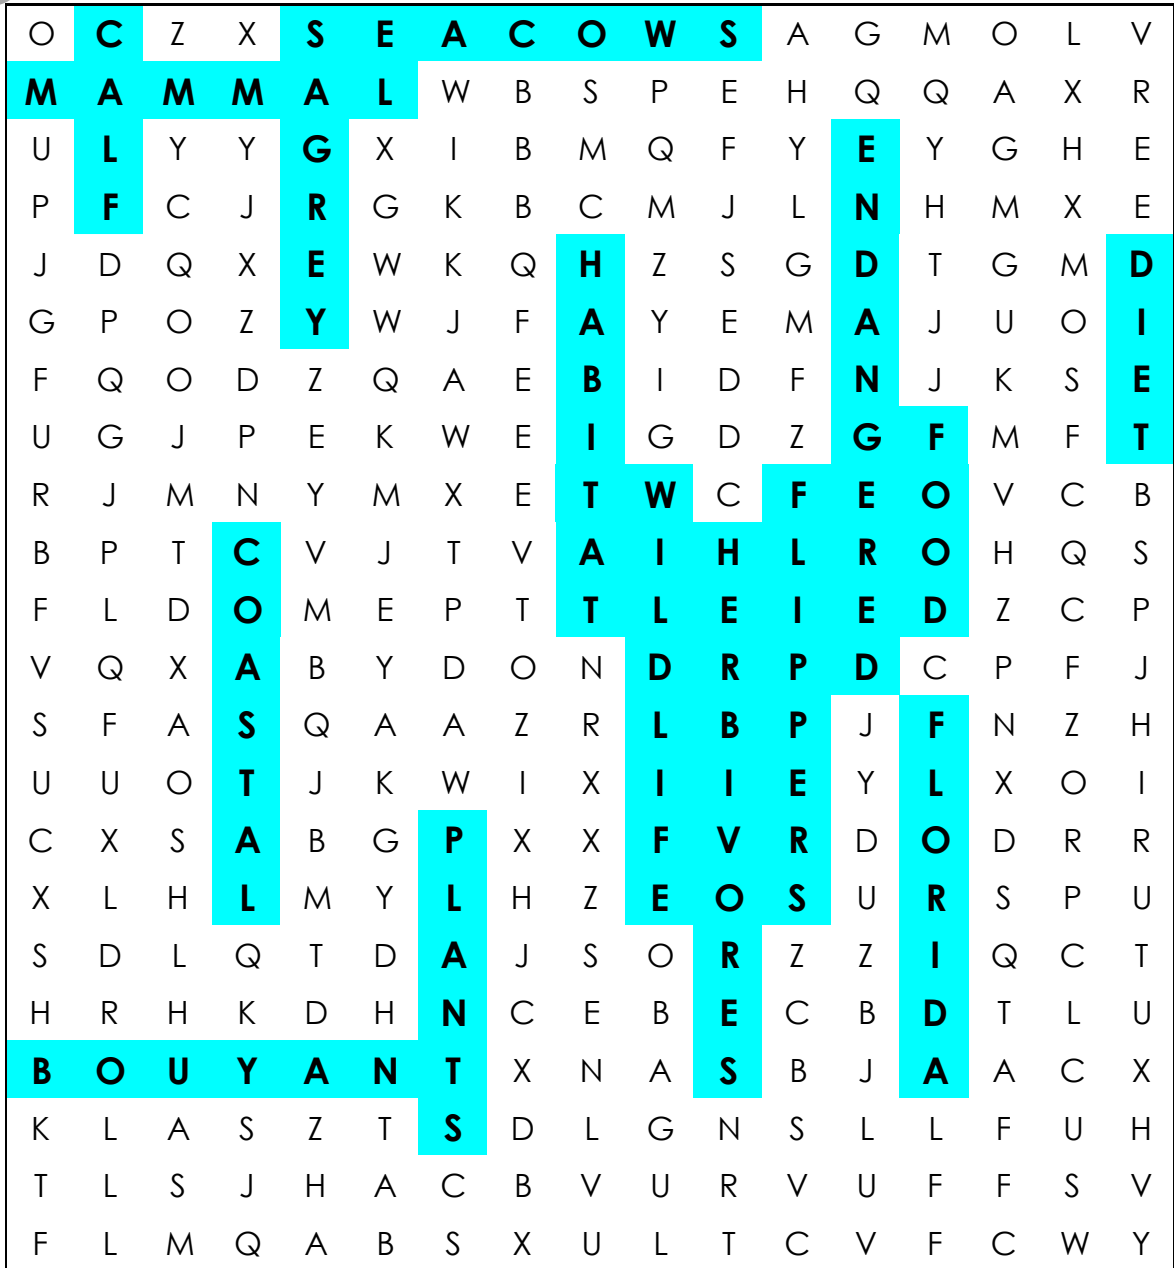 O C Z X S E A C O W S A G M O L V
M A M M A L W B S P E H Q Q A X R
U L Y Y G X I B M Q F Y E Y G H E
P F C J R G K B C M J L N H M X E
J D Q X E W K Q H Z S G D T G M D
G P O Z Y W J F A Y E M A J U O I
F Q O D Z Q A E B I D F N J K S E
U G J P E K W E I G D Z G F M F T
R J M N Y M X E T W C F E O V C B
B P T C V J T V A I H L R O H Q S
F L D O M E P T T L E I E D Z C P
V Q X A B Y D O N D R P D C P F J
S F A S Q A A Z R L B P J F N Z H
U U O T J K W I X I I E Y L X O I
C X S A B G P X X F V R D O D R R
X L H L M Y L H Z E O S U R S P U
S D L Q T D A J S O R Z Z I Q C T
H R H K D H N C E B E C B D T L U
B O U Y A N T X N A S B J A A C X
K L A S Z T S D L G N S L L F U H
T L S J H A C B V U R V U F F S V
F L M Q A B S X U L T C V F C W Y